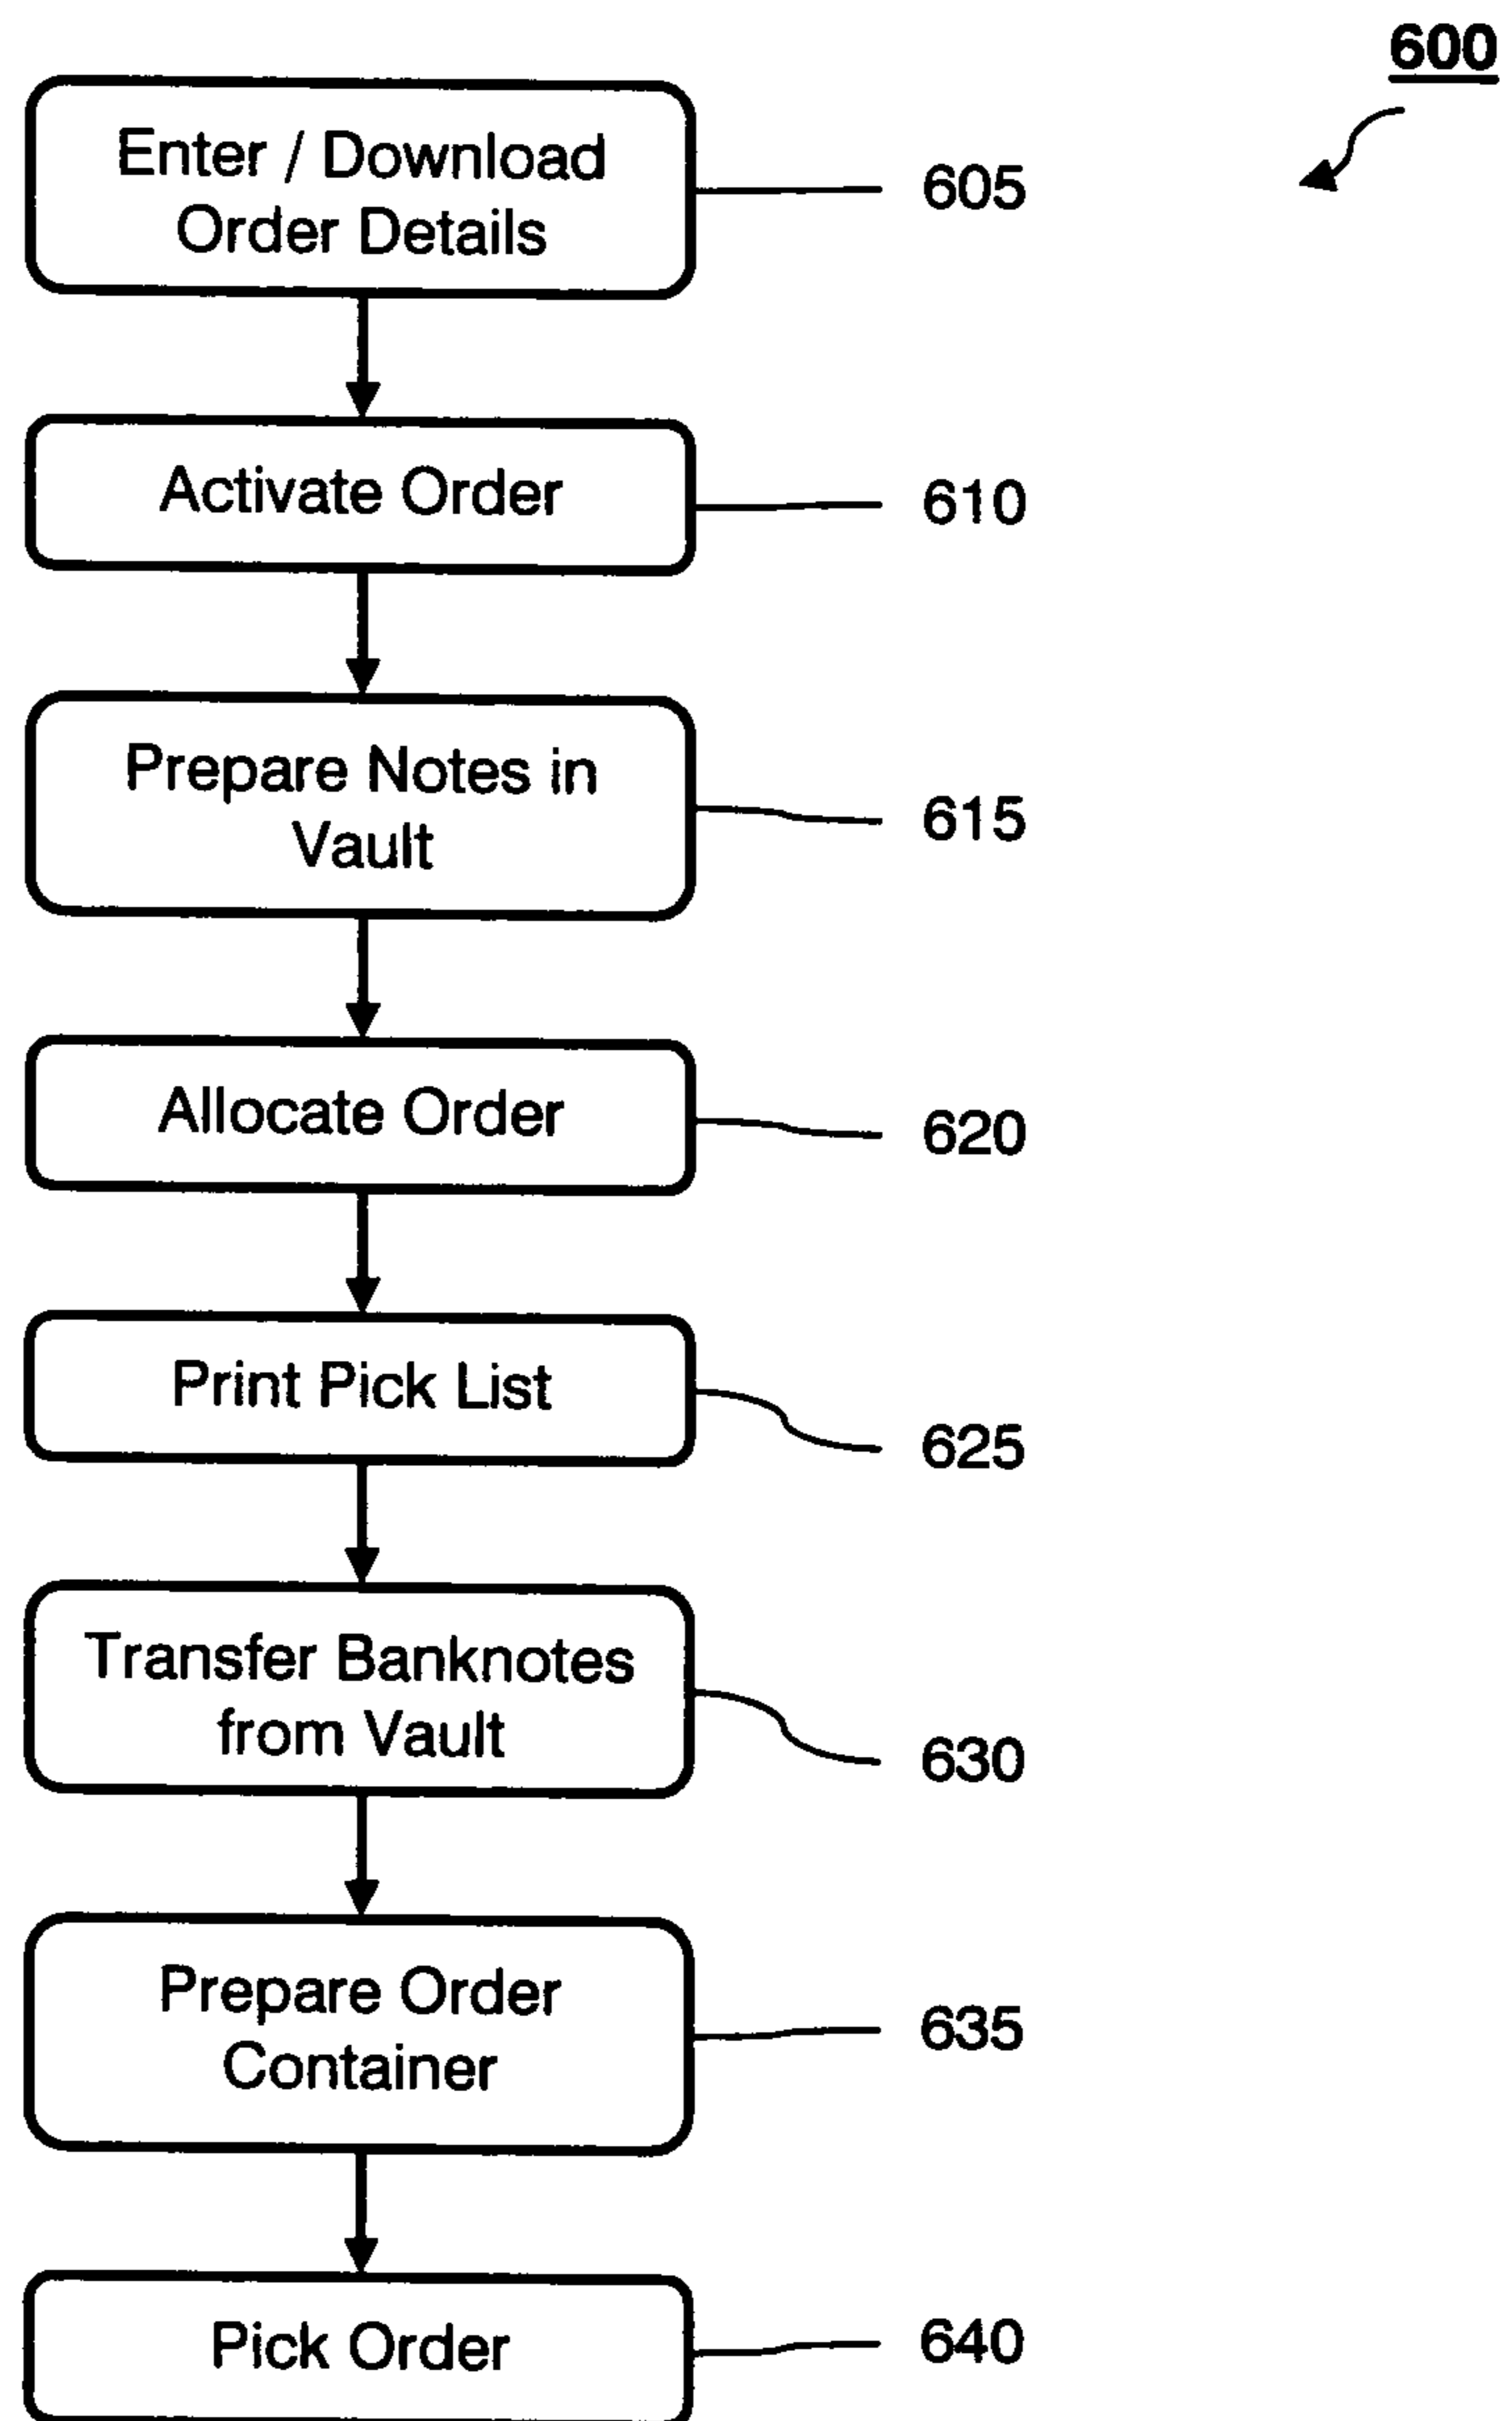 600
Enter / Download
Order Details
605
Activate Order
610
Prepare Notes in
Vault
615
Allocate Order
620
Print Pick List
625
Transfer Banknotes
from Vault
630
Prepare Order
Container
635
Pick Order
640